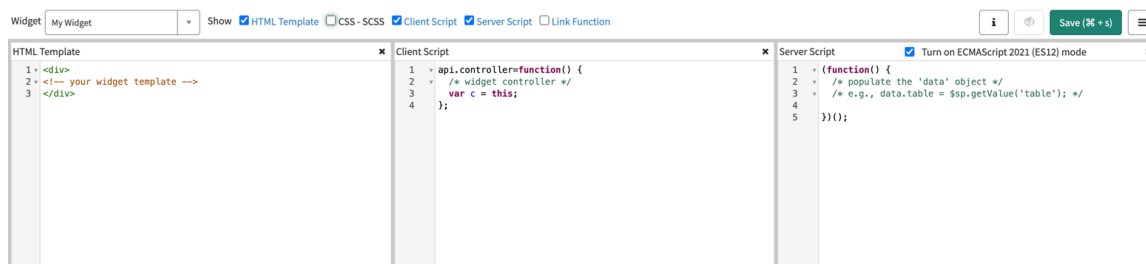 Widget My Widget Show HTML Template CSS - SCSS Client Script Server Script Link Function i Save (⌘ + s)
HTML Template ✖
1 <div>
2 <!-- your widget template -->
3 </div>
Client Script ✖
1 api.controller=function() {
2 /* widget controller */
3 var c = this;
4 };
Server Script Turn on ECMAScript 2021 (ES12) mode
1 (function() {
2 /* populate the 'data' object */
3 /* e.g., data.table = $sp.getValue('table'); */
4
5 })();